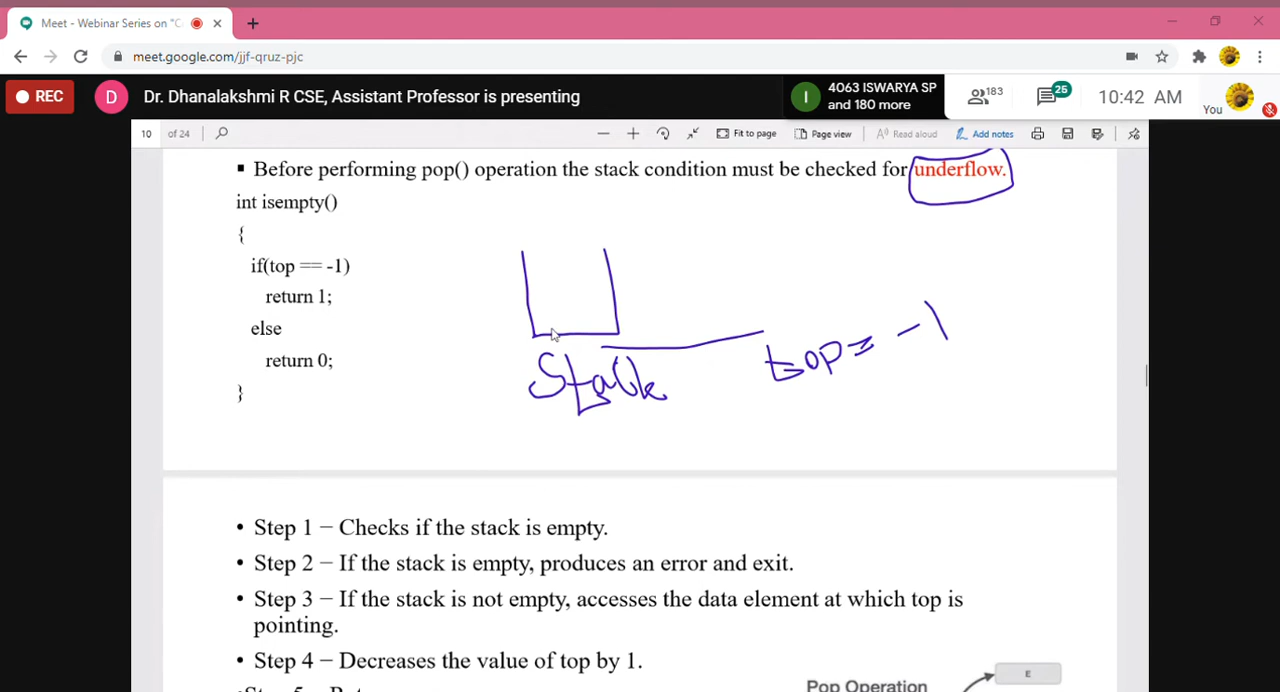 Meet - Webinar Series on "C
meet.google.com/jjf-qruz-pjc
REC
D
Dr. Dhanalakshmi R CSE, Assistant Professor is presenting
I
4063 ISWARYA SP
and 180 more
183
26
10:42 AM
You
10 of 24
Fit to page
Page view
Read aloud
Add notes
▪ Before performing pop() operation the stack condition must be checked for underflow.
int isempty()
{
if(top == -1)
return 1;
else
return 0;
}
Stack
top = -1
• Step 1 − Checks if the stack is empty.
• Step 2 − If the stack is empty, produces an error and exit.
• Step 3 − If the stack is not empty, accesses the data element at which top is
pointing.
• Step 4 − Decreases the value of top by 1.
Pop Operation
E